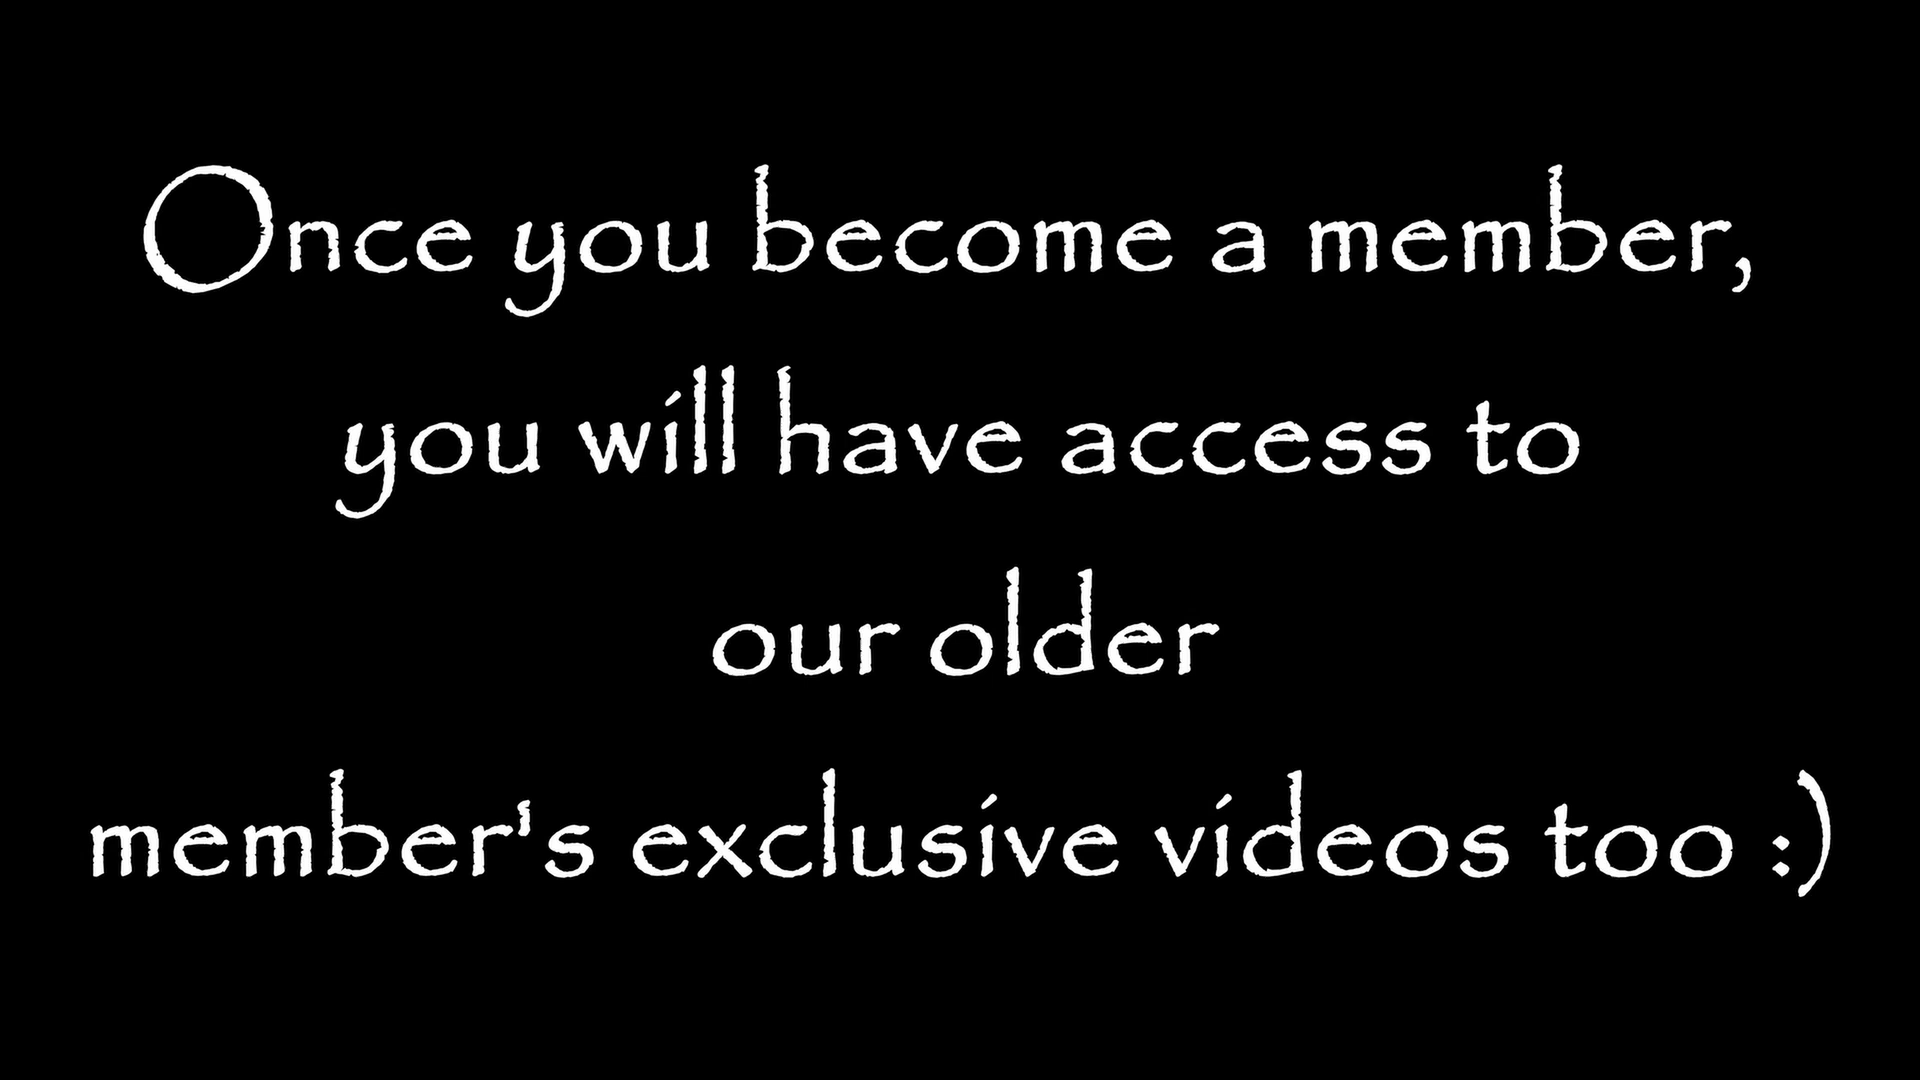 Once you become a member,
you will have access to
our older
member's exclusive videos too :)